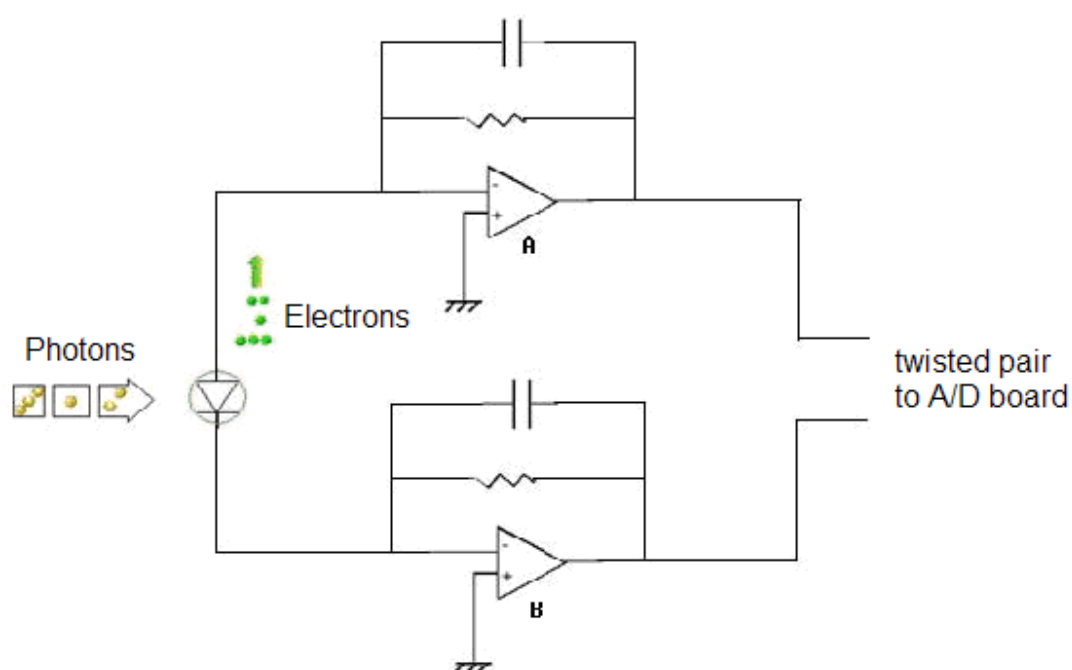 -
+
A
Electrons
Photons
twisted pair
to A/D board
-
+
B